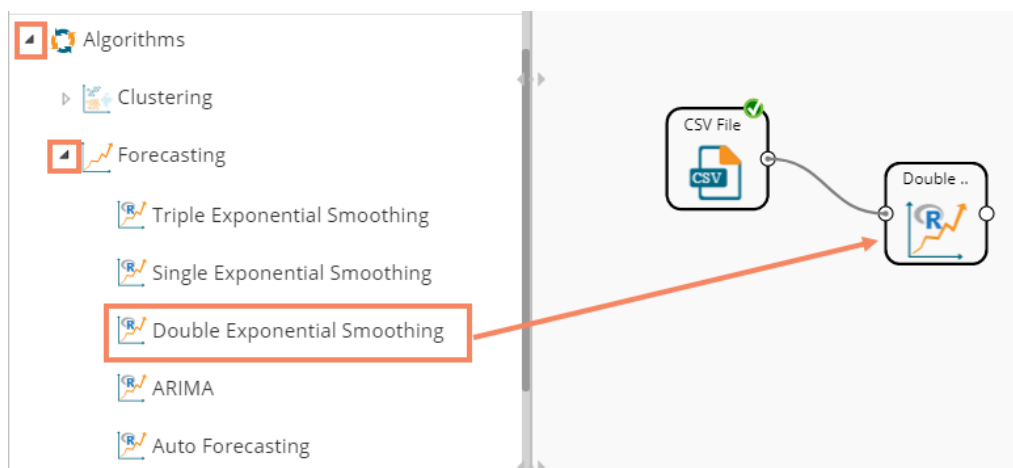 Algorithms
Clustering
Forecasting
R Triple Exponential Smoothing
R Single Exponential Smoothing
R Double Exponential Smoothing
R ARIMA
R Auto Forecasting
CSV File
CSV
Double ..
R